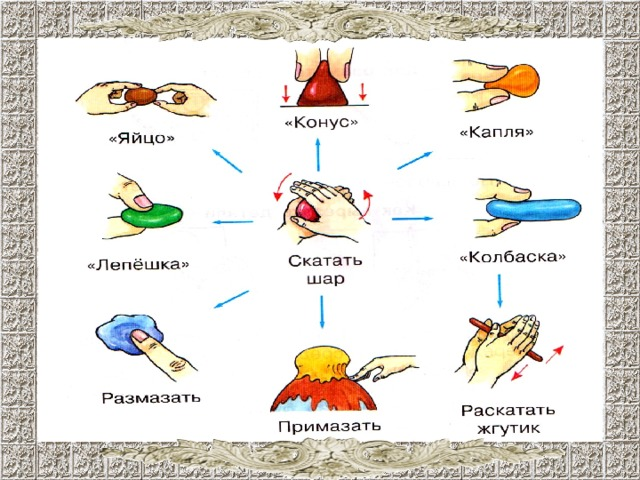 «Яйцо»
«Конус»
«Капля»
«Лепёшка»
Скатать
шар
«Колбаска»
Размазать
Примазать
Раскатать
жгутик